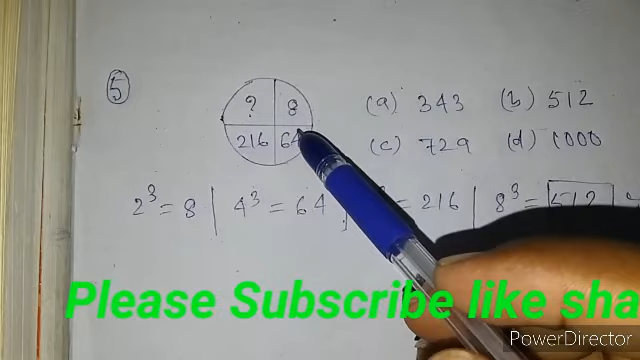 5
? 8 (a) 343 (b) 512
216 64 (c) 729 (d) 1000
2³ = 8 | 4³ = 64 | ³ = 216 | 8³ = 512
Please Subscribe like sha
PowerDirector